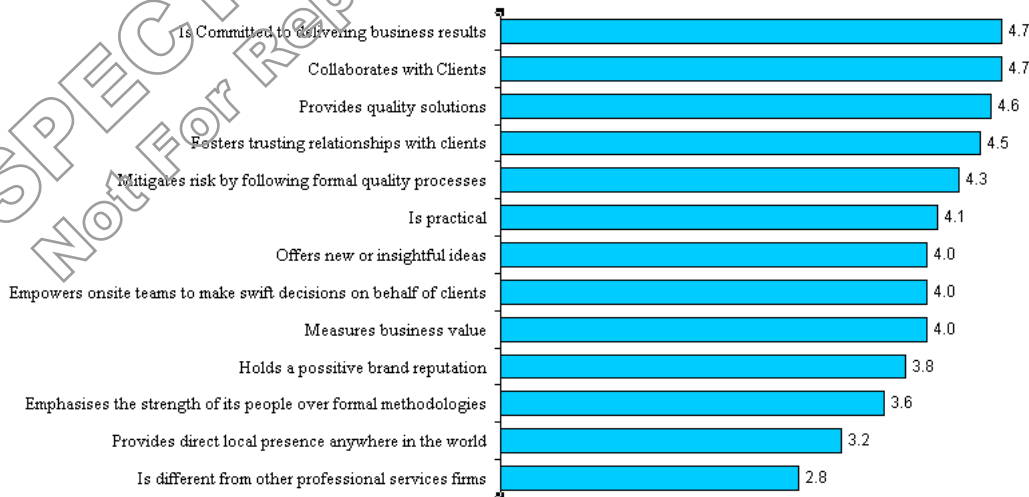 SPEC
Not For Rep
Is Committed to delivering business results 4.7
Collaborates with Clients 4.7
Provides quality solutions 4.6
Fosters trusting relationships with clients 4.5
Mitigates risk by following formal quality processes 4.3
Is practical 4.1
Offers new or insightful ideas 4.0
Empowers onsite teams to make swift decisions on behalf of clients 4.0
Measures business value 4.0
Holds a possitive brand reputation 3.8
Emphasises the strength of its people over formal methodologies 3.6
Provides direct local presence anywhere in the world 3.2
Is different from other professional services firms 2.8